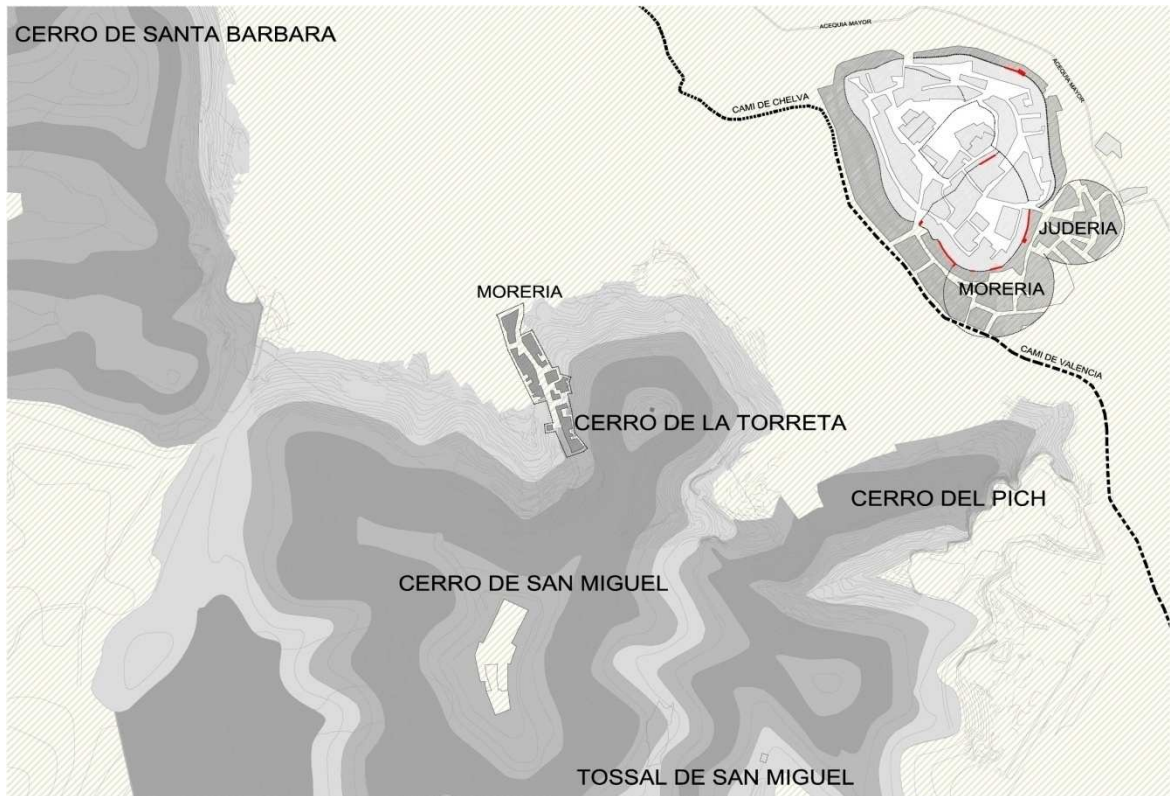 CERRO DE SANTA BARBARA
ACEQUIA MAYOR
ACEQUIA MAYOR
CAMI DE CHELVA
JUDERIA
MORERIA
MORERIA
CAMI DE VALENCIA
CERRO DE LA TORRETA
CERRO DEL PICH
CERRO DE SAN MIGUEL
TOSSAL DE SAN MIGUEL